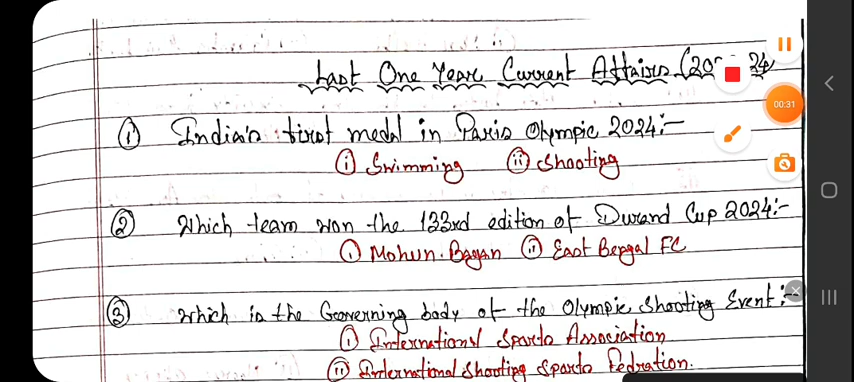 Last One Year Current Affairs (20 24
00:31
① India's first medal in Paris Olympic 2024:-
ⓘ Swimming ⓘⓘ Shooting
② Which team won the 133rd edition of Durand Cup 2024:-
ⓘ Mohun Bagan ⓘⓘ East Bengal FC
③ Which is the Governing body of the Olympic Shooting Event:-
ⓘ International Sports Association
ⓘⓘ International Shooting Sports Fedration.